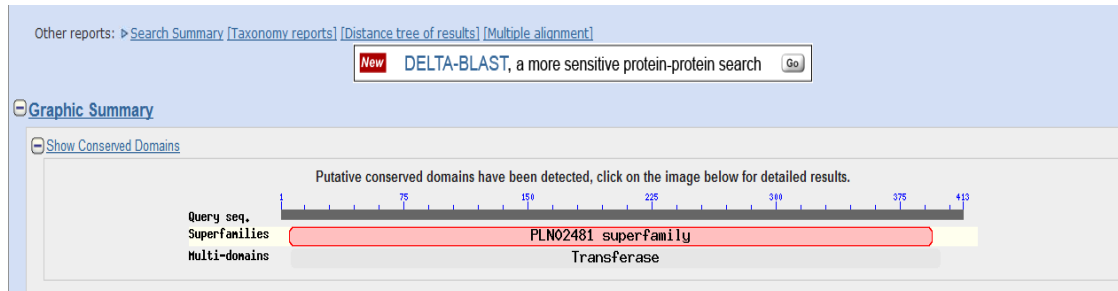 Other reports: Search Summary [Taxonomy reports] [Distance tree of results] [Multiple alignment]
New DELTA-BLAST, a more sensitive protein-protein search Go
Graphic Summary
Show Conserved Domains
Putative conserved domains have been detected, click on the image below for detailed results.
1 75 150 225 300 375 413
Query seq.
Superfamilies PLN02481 superfamily
Multi-domains Transferase